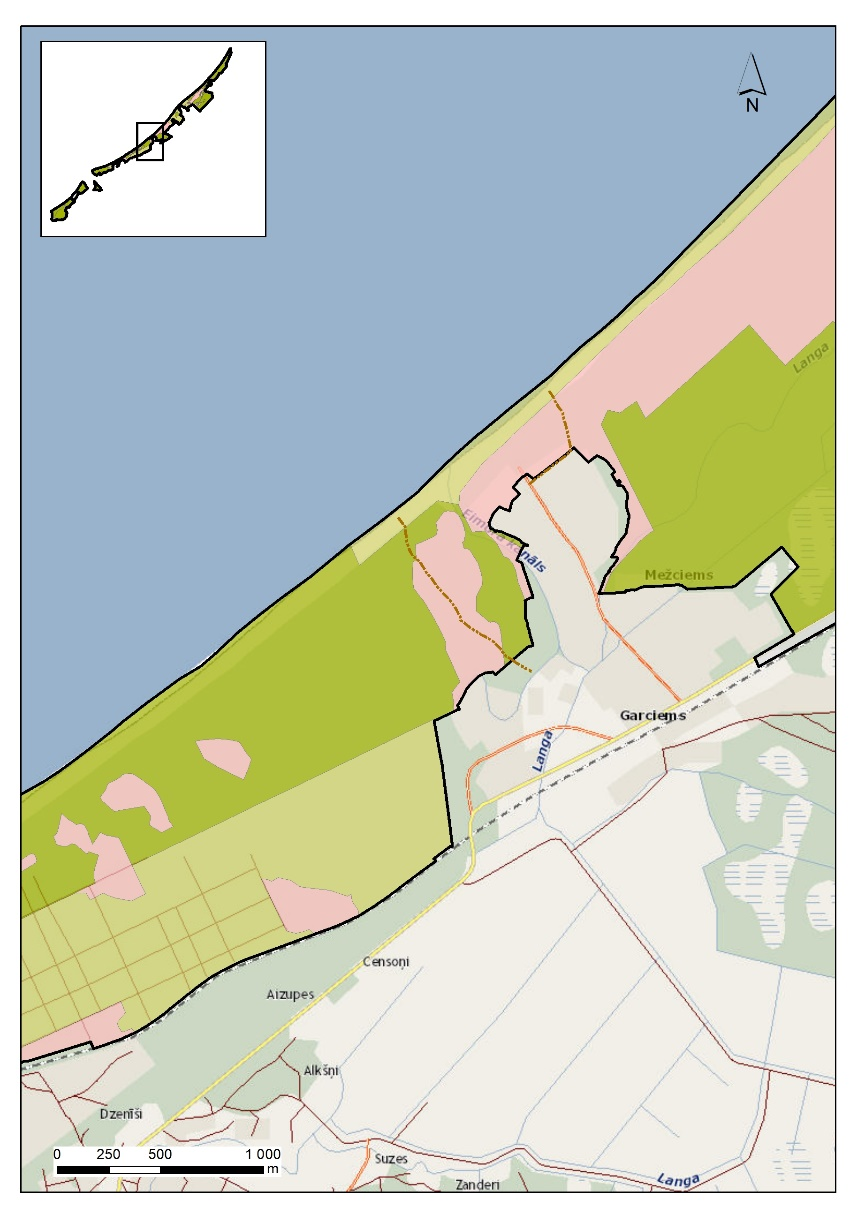 N
Langa
Eimura kanāls
Mežciems
Garciems
Langa
Censoņi
Aizupes
Alkšņi
Dzenīši
0 250 500 1 000
m
Suzes
Langa
Zanderi